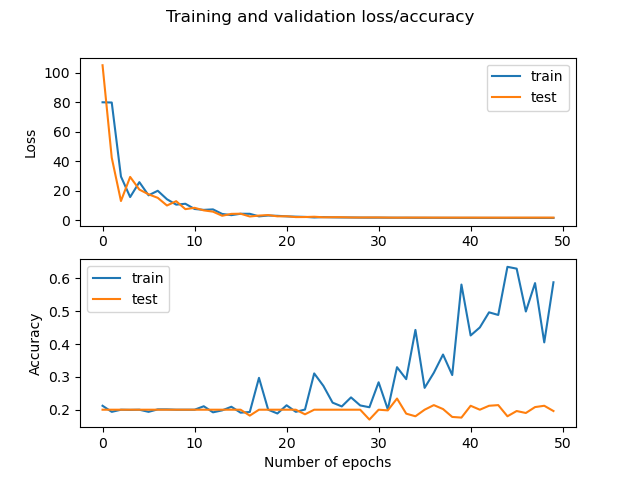 Training and validation loss/accuracy
100
80
60
40
20
0
Loss
train
test
0 10 20 30 40 50
0.6
0.5
0.4
0.3
0.2
Accuracy
train
test
0 10 20 30 40 50
Number of epochs